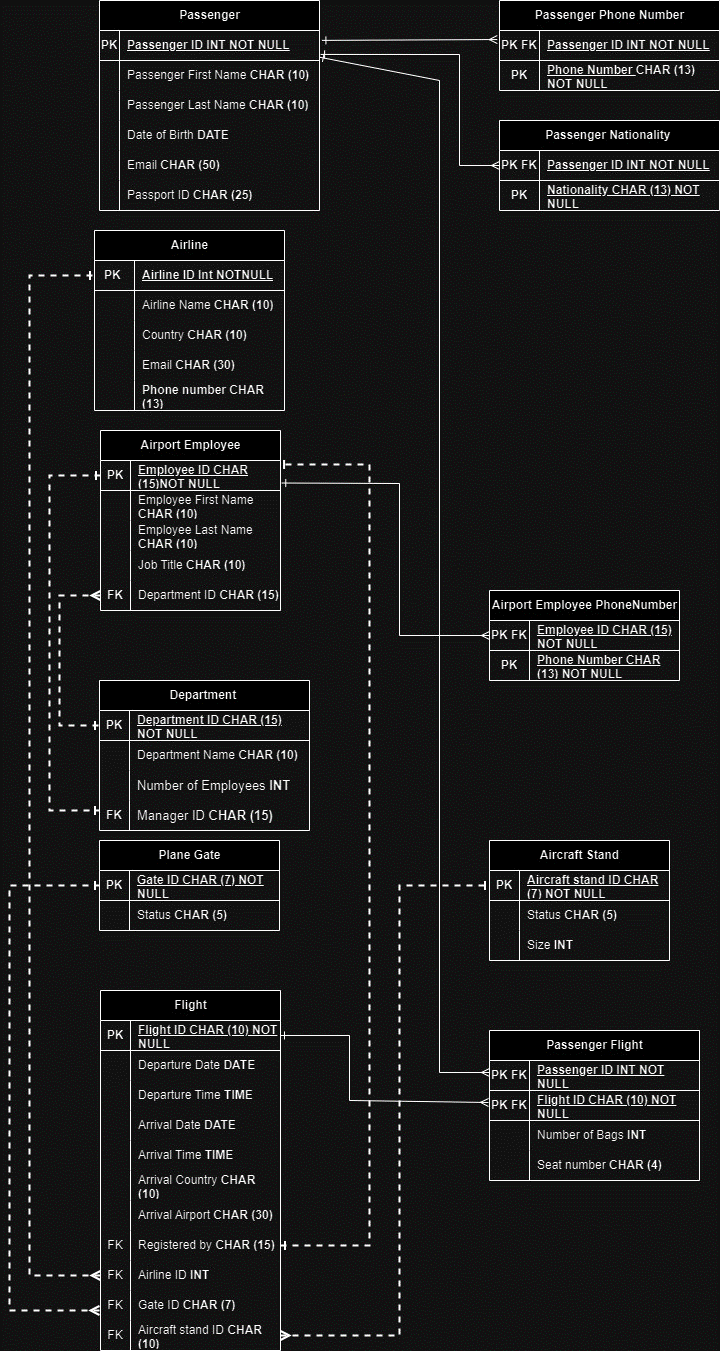 Passenger
PK Passenger ID INT NOT NULL
Passenger First Name CHAR (10)
Passenger Last Name CHAR (10)
Date of Birth DATE
Email CHAR (50)
Passport ID CHAR (25)
Passenger Phone Number
PK FK Passenger ID INT NOT NULL
PK Phone Number CHAR (13)
NOT NULL
Passenger Nationality
PK FK Passenger ID INT NOT NULL
PK Nationality CHAR (13) NOT
NULL
Airline
PK Airline ID Int NOTNULL
Airline Name CHAR (10)
Country CHAR (10)
Email CHAR (30)
Phone number CHAR
(13)
Airport Employee
PK Employee ID CHAR
(15)NOT NULL
Employee First Name
CHAR (10)
Employee Last Name
CHAR (10)
Job Title CHAR (10)
FK Department ID CHAR (15)
Airport Employee PhoneNumber
PK FK Employee ID CHAR (15)
NOT NULL
PK Phone Number CHAR
(13) NOT NULL
Department
PK Department ID CHAR (15)
NOT NULL
Department Name CHAR (10)
Number of Employees INT
FK Manager ID CHAR (15)
Plane Gate
PK Gate ID CHAR (7) NOT
NULL
Status CHAR (5)
Aircraft Stand
PK Aircraft stand ID CHAR
(7) NOT NULL
Status CHAR (5)
Size INT
Flight
PK Flight ID CHAR (10) NOT
NULL
Departure Date DATE
Departure Time TIME
Arrival Date DATE
Arrival Time TIME
Arrival Country CHAR
(10)
Arrival Airport CHAR (30)
FK Registered by CHAR (15)
FK Airline ID INT
FK Gate ID CHAR (7)
FK Aircraft stand ID CHAR
(10)
Passenger Flight
PK FK Passenger ID INT NOT
NULL
PK FK Flight ID CHAR (10) NOT
NULL
Number of Bags INT
Seat number CHAR (4)